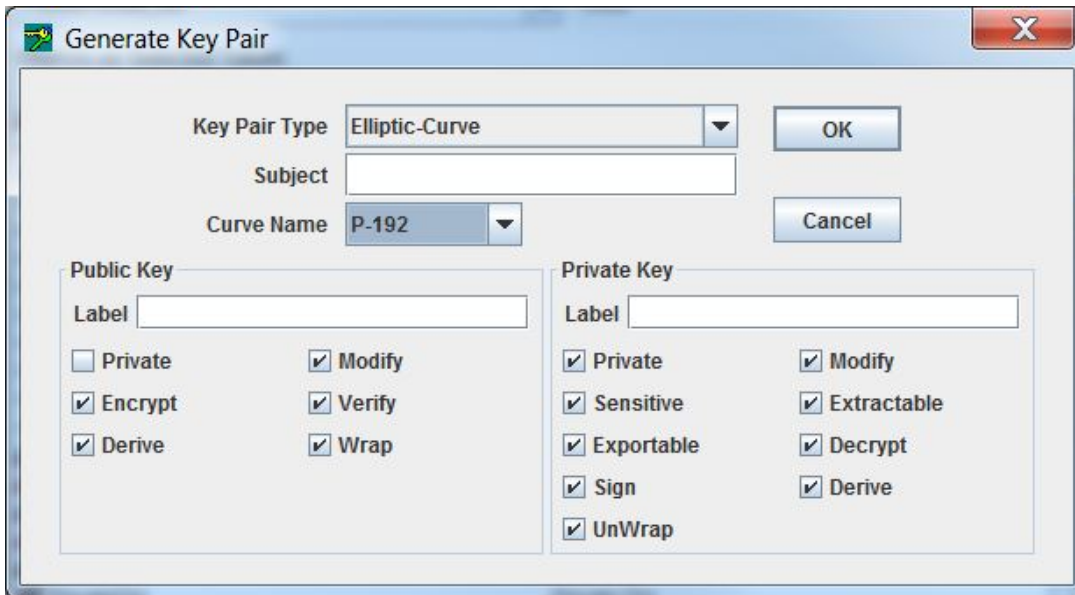 Generate Key Pair
Key Pair Type Elliptic-Curve OK
Subject
Curve Name P-192 Cancel
Public Key
Label
Private Modify
Encrypt Verify
Derive Wrap
Private Key
Label
Private Modify
Sensitive Extractable
Exportable Decrypt
Sign Derive
UnWrap